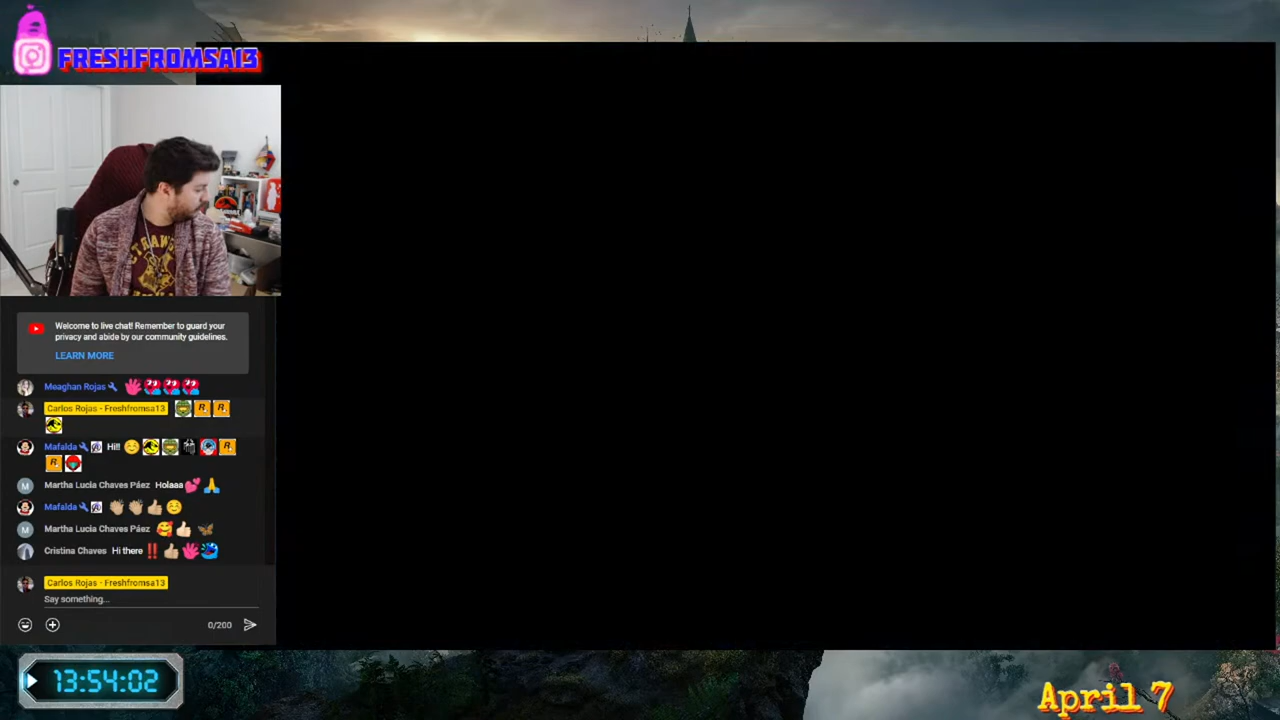 FRESHFROMSA13
Welcome to live chat! Remember to guard your
privacy and abide by our community guidelines.
LEARN MORE
Meaghan Rojas
Carlos Rojas - Freshfromsa13
Mafalda Hi!!
Martha Lucia Chaves Páez Holaaa
Mafalda
Martha Lucia Chaves Páez
Cristina Chaves Hi there
Carlos Rojas - Freshfromsa13
Say something...
0/200
13:54:02
April 7